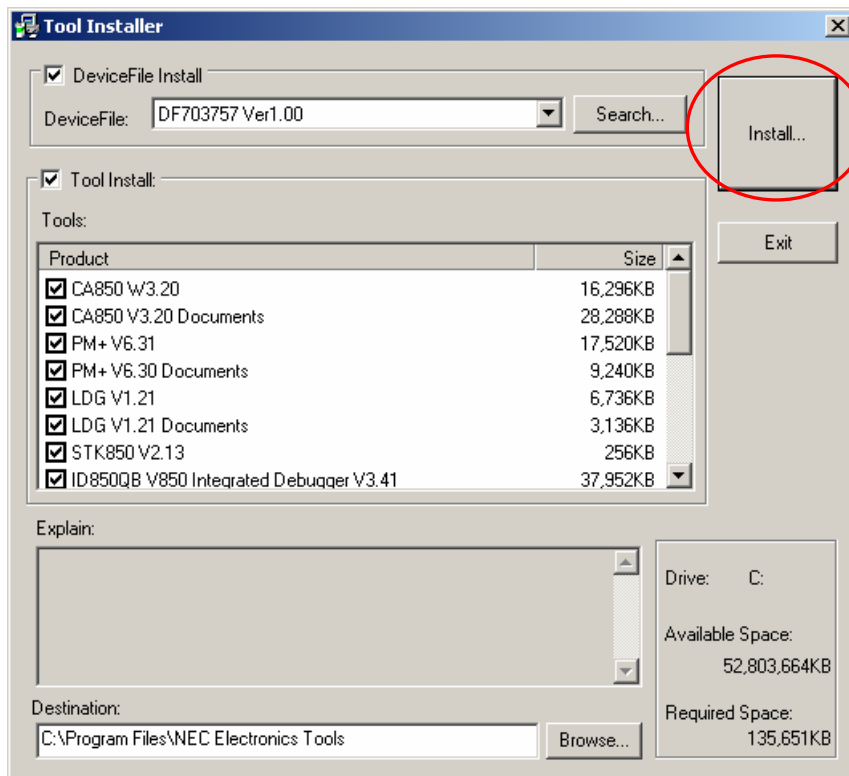 Tool Installer
DeviceFile Install
DeviceFile: DF703757 Ver1.00 Search...
Install...
Tool Install:
Exit
Tools:
Product Size
CA850 W3.20 16,296KB
CA850 V3.20 Documents 28,288KB
PM+ V6.31 17,520KB
PM+ V6.30 Documents 9,240KB
LDG V1.21 6,736KB
LDG V1.21 Documents 3,136KB
STK850 V2.13 256KB
ID850QB V850 Integrated Debugger V3.41 37,952KB
Explain:
Drive: C:
Available Space:
52,803,664KB
Required Space:
135,651KB
Destination:
C:\Program Files\NEC Electronics Tools Browse...